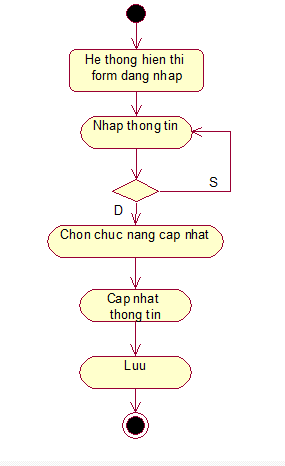 He thong hien thi
form dang nhap
Nhap thong tin
S
D
Chon chuc nang cap nhat
Cap nhat
thong tin
Luu